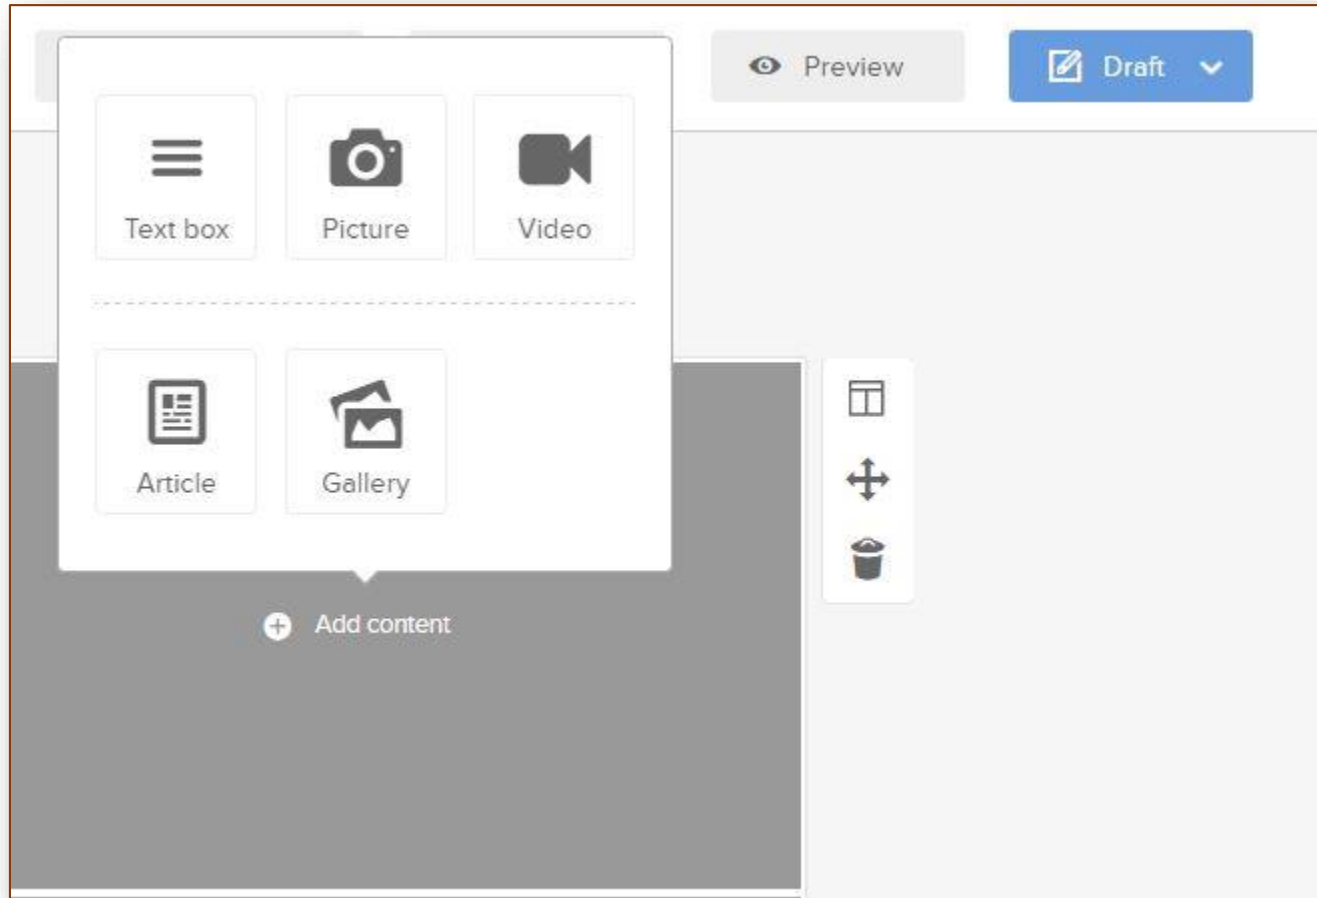 Preview
Draft
Text box
Picture
Video
Article
Gallery
Add content